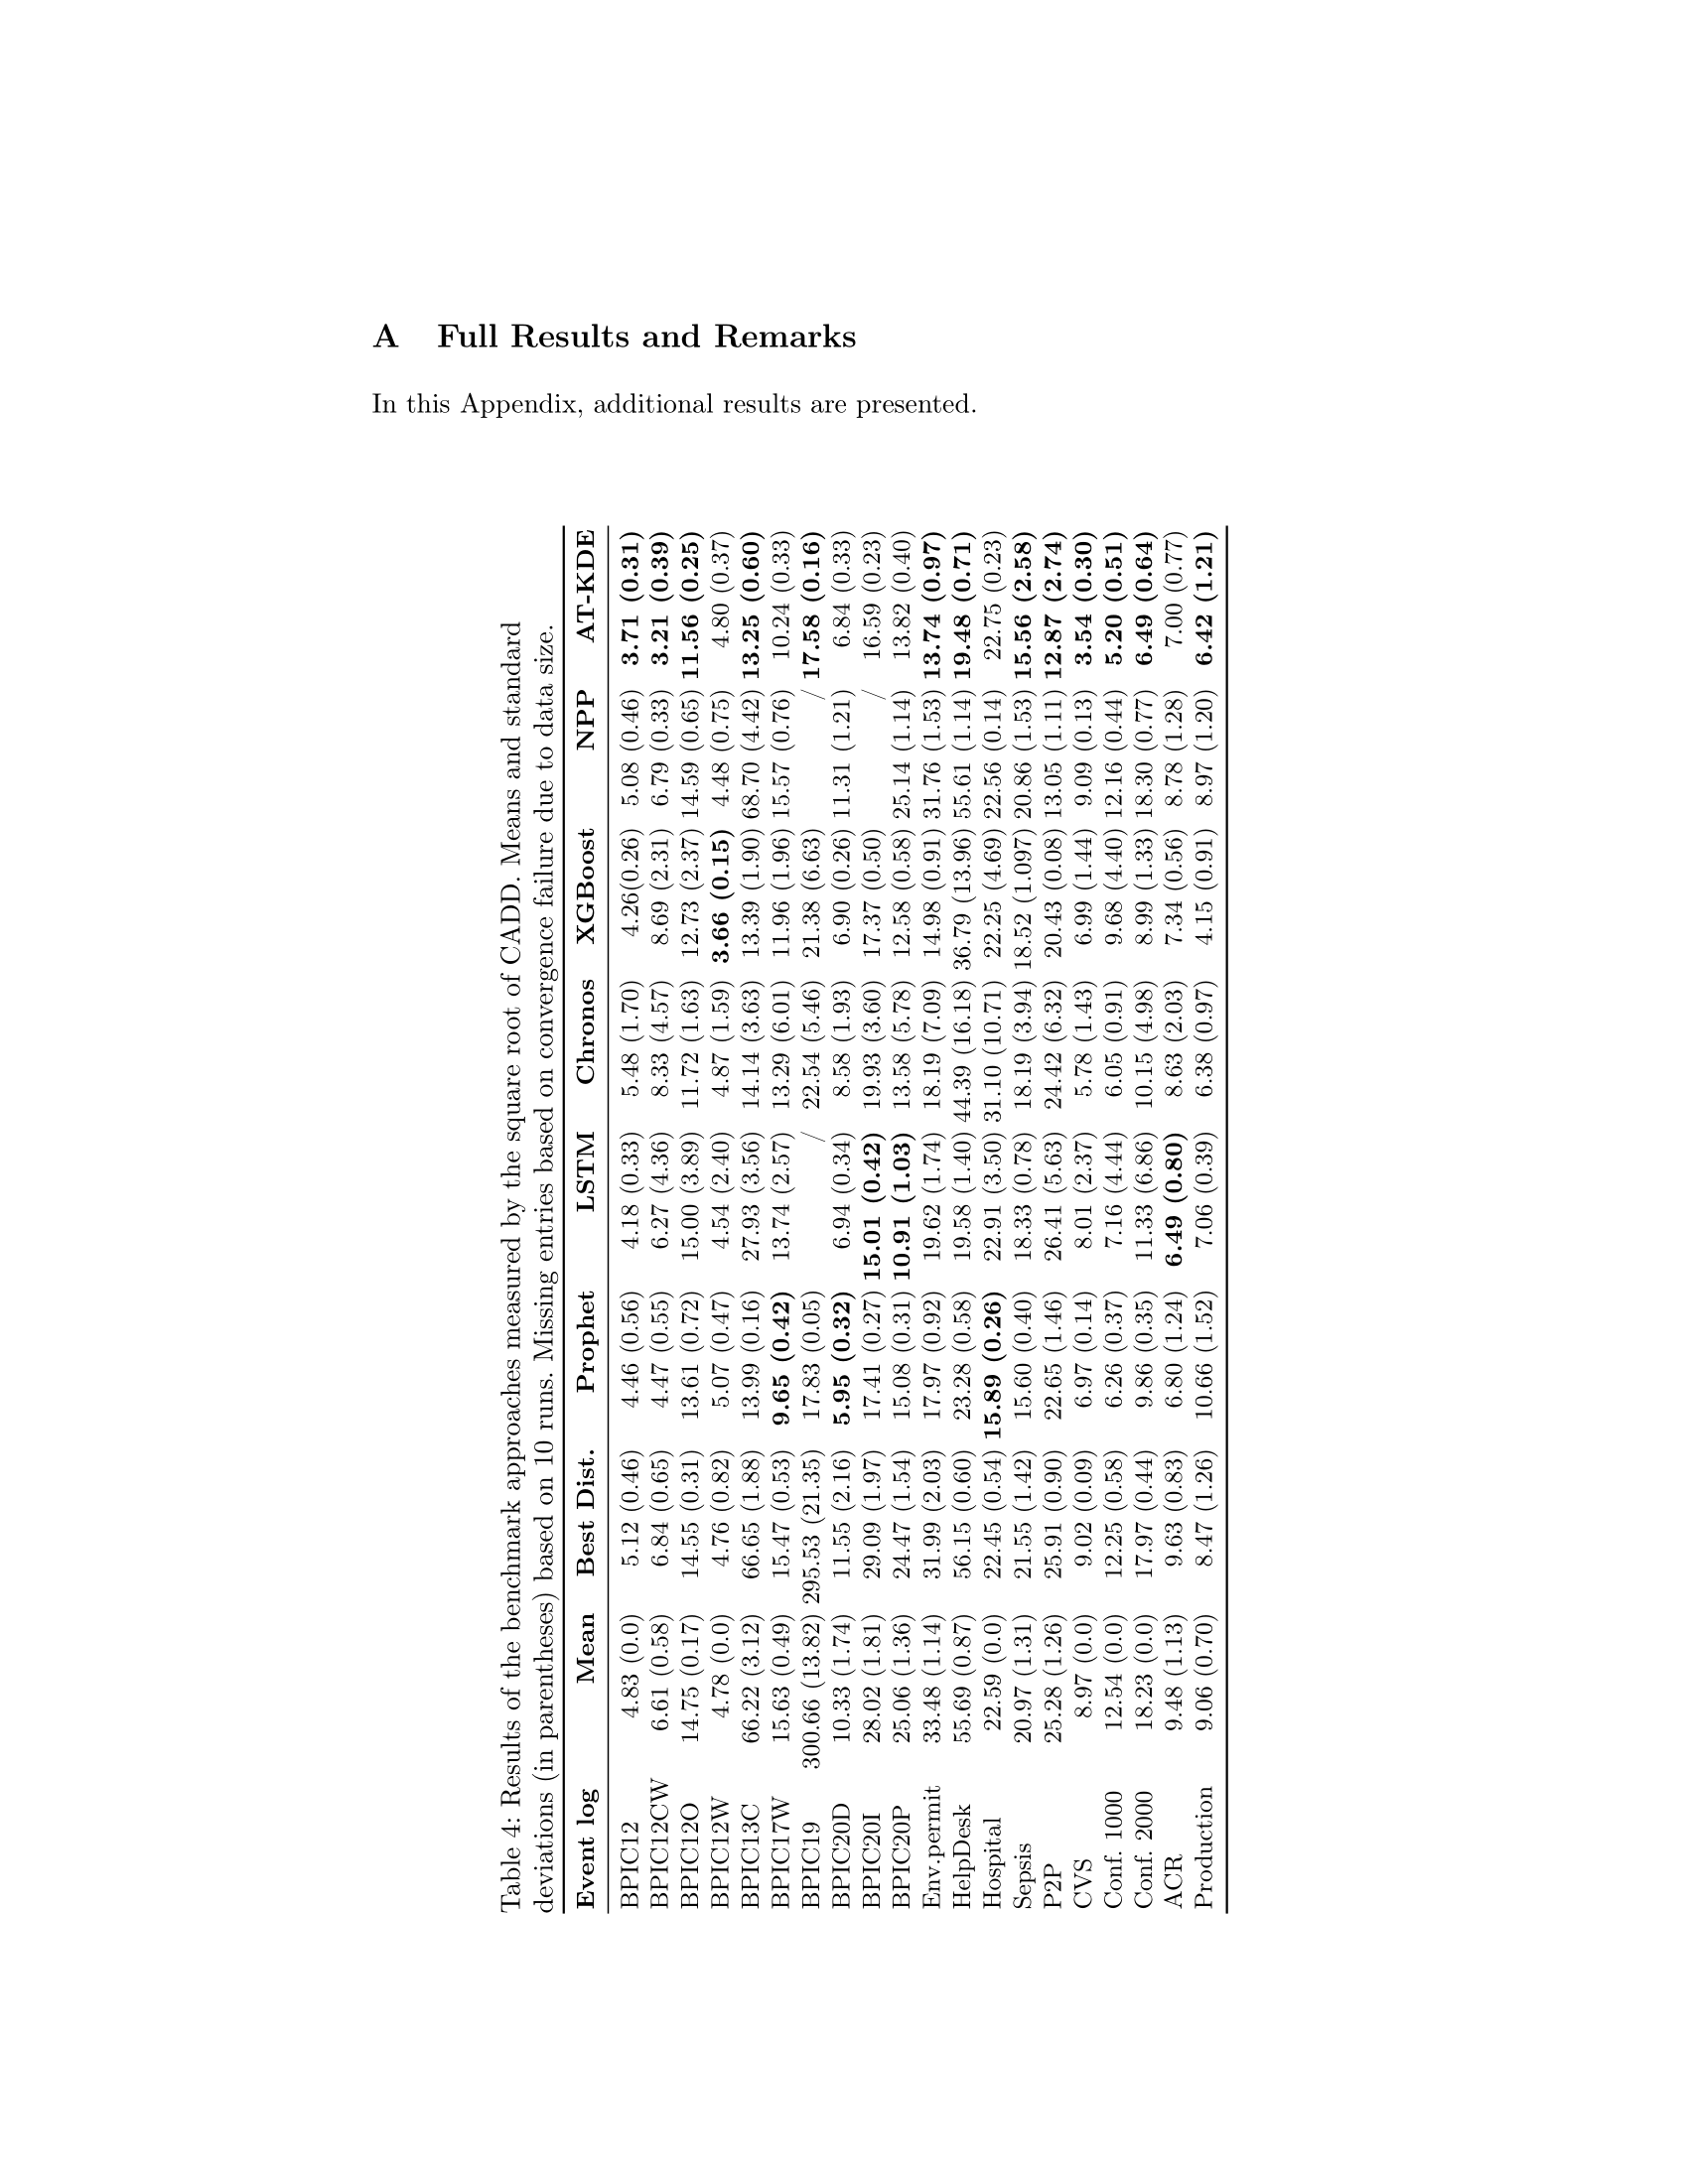 A Full Results and Remarks
In this Appendix, additional results are presented.
Table 4: Results of the benchmark approaches measured by the square root of CADD. Means and standard
deviations (in parentheses) based on 10 runs. Missing entries based on convergence failure due to data size.
Event log Mean Best Dist. Prophet LSTM Chronos XGBoost NPP AT-KDE
BPIC12 4.83 (0.0) 5.12 (0.46) 4.46 (0.56) 4.18 (0.33) 5.48 (1.70) 4.26(0.26) 5.08 (0.46) 3.71 (0.31)
BPIC12CW 6.61 (0.58) 6.84 (0.65) 4.47 (0.55) 6.27 (4.36) 8.33 (4.57) 8.69 (2.31) 6.79 (0.33) 3.21 (0.39)
BPIC12O 14.75 (0.17) 14.55 (0.31) 13.61 (0.72) 15.00 (3.89) 11.72 (1.63) 12.73 (2.37) 14.59 (0.65) 11.56 (0.25)
BPIC12W 4.78 (0.0) 4.76 (0.82) 5.07 (0.47) 4.54 (2.40) 4.87 (1.59) 3.66 (0.15) 4.48 (0.75) 4.80 (0.37)
BPIC13C 66.22 (3.12) 66.65 (1.88) 13.99 (0.16) 27.93 (3.56) 14.14 (3.63) 13.39 (1.90) 68.70 (4.42) 13.25 (0.60)
BPIC17W 15.63 (0.49) 15.47 (0.53) 9.65 (0.42) 13.74 (2.57) 13.29 (6.01) 11.96 (1.96) 15.57 (0.76) 10.24 (0.33)
BPIC19 300.66 (13.82) 295.53 (21.35) 17.83 (0.05) / 22.54 (5.46) 21.38 (6.63) / 17.58 (0.16)
BPIC20D 10.33 (1.74) 11.55 (2.16) 5.95 (0.32) 6.94 (0.34) 8.58 (1.93) 6.90 (0.26) 11.31 (1.21) 6.84 (0.33)
BPIC20I 28.02 (1.81) 29.09 (1.97) 17.41 (0.27) 15.01 (0.42) 19.93 (3.60) 17.37 (0.50) / 16.59 (0.23)
BPIC20P 25.06 (1.36) 24.47 (1.54) 15.08 (0.31) 10.91 (1.03) 13.58 (5.78) 12.58 (0.58) 25.14 (1.14) 13.82 (0.40)
Env.permit 33.48 (1.14) 31.99 (2.03) 17.97 (0.92) 19.62 (1.74) 18.19 (7.09) 14.98 (0.91) 31.76 (1.53) 13.74 (0.97)
HelpDesk 55.69 (0.87) 56.15 (0.60) 23.28 (0.58) 19.58 (1.40) 44.39 (16.18) 36.79 (13.96) 55.61 (1.14) 19.48 (0.71)
Hospital 22.59 (0.0) 22.45 (0.54) 15.89 (0.26) 22.91 (3.50) 31.10 (10.71) 22.25 (4.69) 22.56 (0.14) 22.75 (0.23)
Sepsis 20.97 (1.31) 21.55 (1.42) 15.60 (0.40) 18.33 (0.78) 18.19 (3.94) 18.52 (1.097) 20.86 (1.53) 15.56 (2.58)
P2P 25.28 (1.26) 25.91 (0.90) 22.65 (1.46) 26.41 (5.63) 24.42 (6.32) 20.43 (0.08) 13.05 (1.11) 12.87 (2.74)
CVS 8.97 (0.0) 9.02 (0.09) 6.97 (0.14) 8.01 (2.37) 5.78 (1.43) 6.99 (1.44) 9.09 (0.13) 3.54 (0.30)
Conf. 1000 12.54 (0.0) 12.25 (0.58) 6.26 (0.37) 7.16 (4.44) 6.05 (0.91) 9.68 (4.40) 12.16 (0.44) 5.20 (0.51)
Conf. 2000 18.23 (0.0) 17.97 (0.44) 9.86 (0.35) 11.33 (6.86) 10.15 (4.98) 8.99 (1.33) 18.30 (0.77) 6.49 (0.64)
ACR 9.48 (1.13) 9.63 (0.83) 6.80 (1.24) 6.49 (0.80) 8.63 (2.03) 7.34 (0.56) 8.78 (1.28) 7.00 (0.77)
Production 9.06 (0.70) 8.47 (1.26) 10.66 (1.52) 7.06 (0.39) 6.38 (0.97) 4.15 (0.91) 8.97 (1.20) 6.42 (1.21)